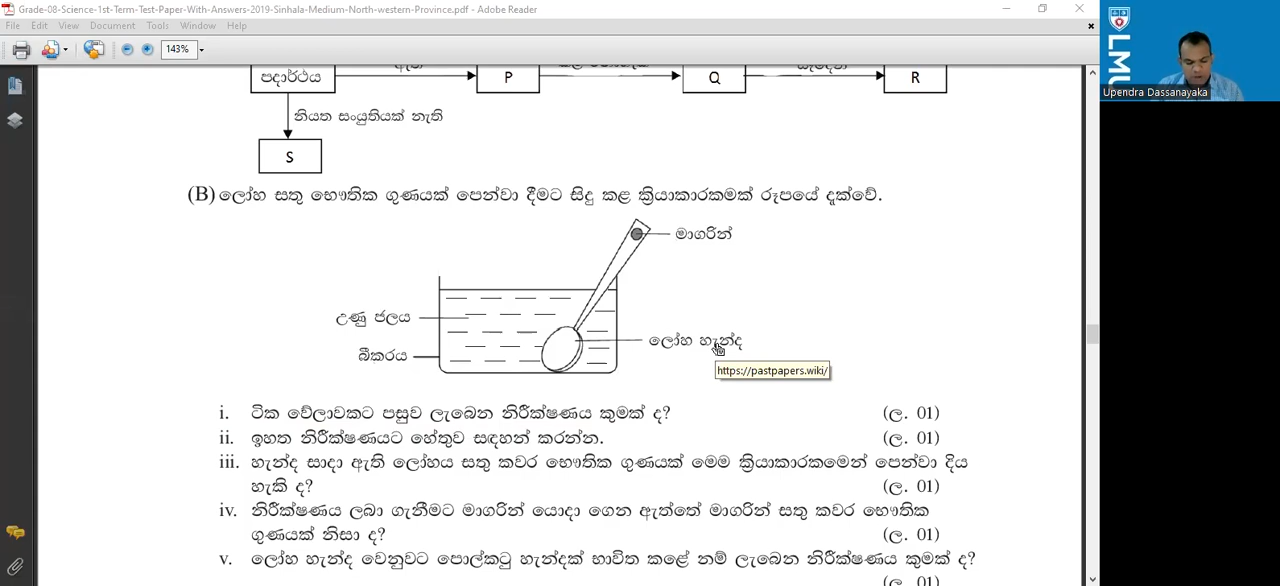 Grade-08-Science-1st-Term-Test-Paper-With-Answers-2019-Sinhala-Medium-North-western-Province.pdf - Adobe Reader
File Edit View Document Tools Window Help
143%
Upendra Dassanayaka
පදාර්ථය P Q R
නියත සංයුතියක් නැති
S
(B) ලෝහ සතු භෞතික ගුණයක් පෙන්වා දීමට සිදු කළ ක්‍රියාකාරකමක් රූපයේ දැක්වේ.
මාගරින්
උණු ජලය
ලෝහ හැන්ද
බීකරය
https://pastpapers.wiki/
i. ටික වේලාවකට පසුව ලැබෙන නිරීක්ෂණය කුමක් ද? (ල. 01)
ii. ඉහත නිරීක්ෂණයට හේතුව සඳහන් කරන්න. (ල. 01)
iii. හැන්ද සාදා ඇති ලෝහය සතු කවර භෞතික ගුණයක් මෙම ක්‍රියාකාරකමෙන් පෙන්වා දිය
හැකි ද? (ල. 01)
iv. නිරීක්ෂණය ලබා ගැනීමට මාගරින් යොදා ගෙන ඇත්තේ මාගරින් සතු කවර භෞතික
ගුණයක් නිසා ද? (ල. 01)
v. ලෝහ හැන්ද වෙනුවට පොල්කටු හැන්දක් භාවිත කළේ නම් ලැබෙන නිරීක්ෂණය කුමක් ද?
(ල. 01)